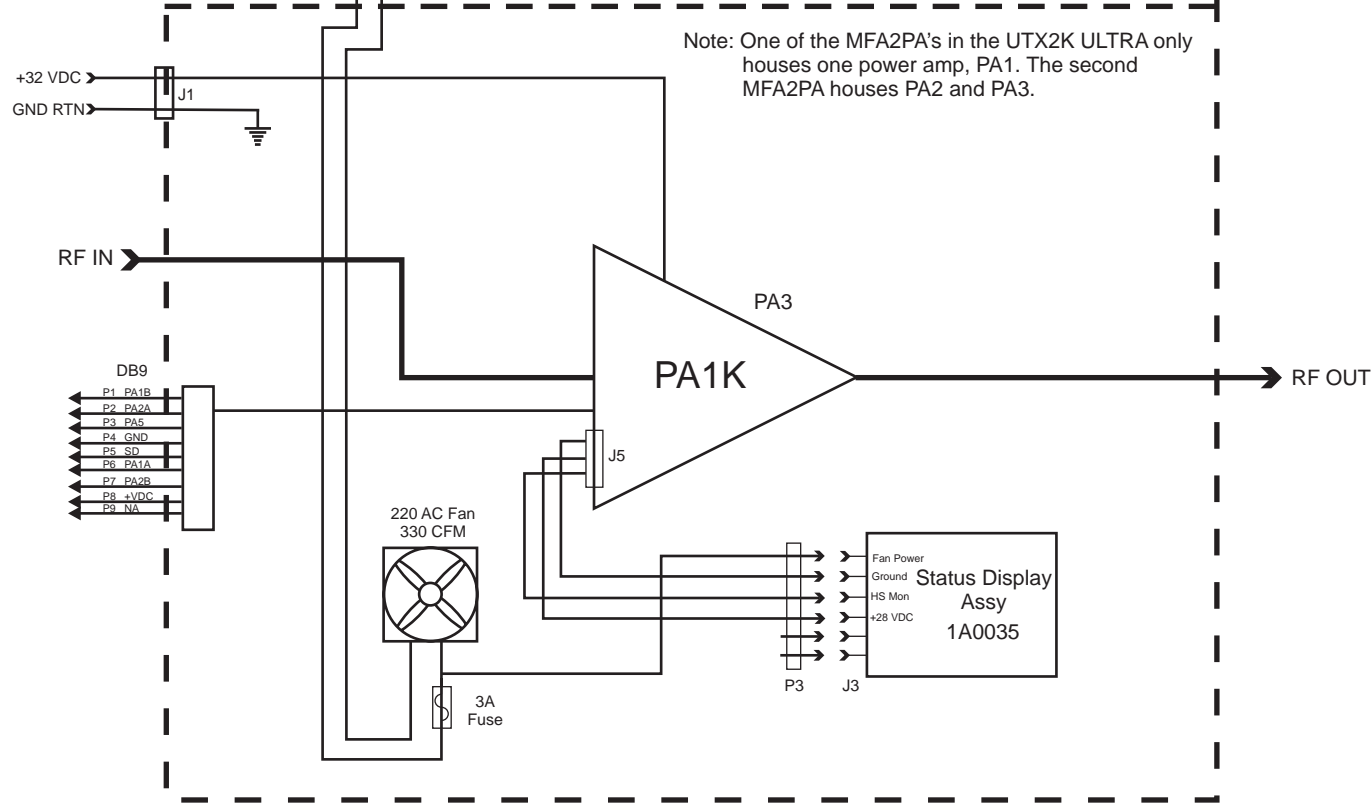 Note: One of the MFA2PA's in the UTX2K ULTRA only
houses one power amp, PA1. The second
MFA2PA houses PA2 and PA3.
+32 VDC
J1
GND RTN
RF IN
PA3
PA1K
RF OUT
DB9
P1 PA1B
P2 PA2A
P3 PA5
P4 GND
P5 SD
P6 PA1A
P7 PA2B
P8 +VDC
P9 NA
J5
220 AC Fan
330 CFM
Fan Power
Ground
HS Mon
+28 VDC
Status Display
Assy
1A0035
P3
J3
3A
Fuse